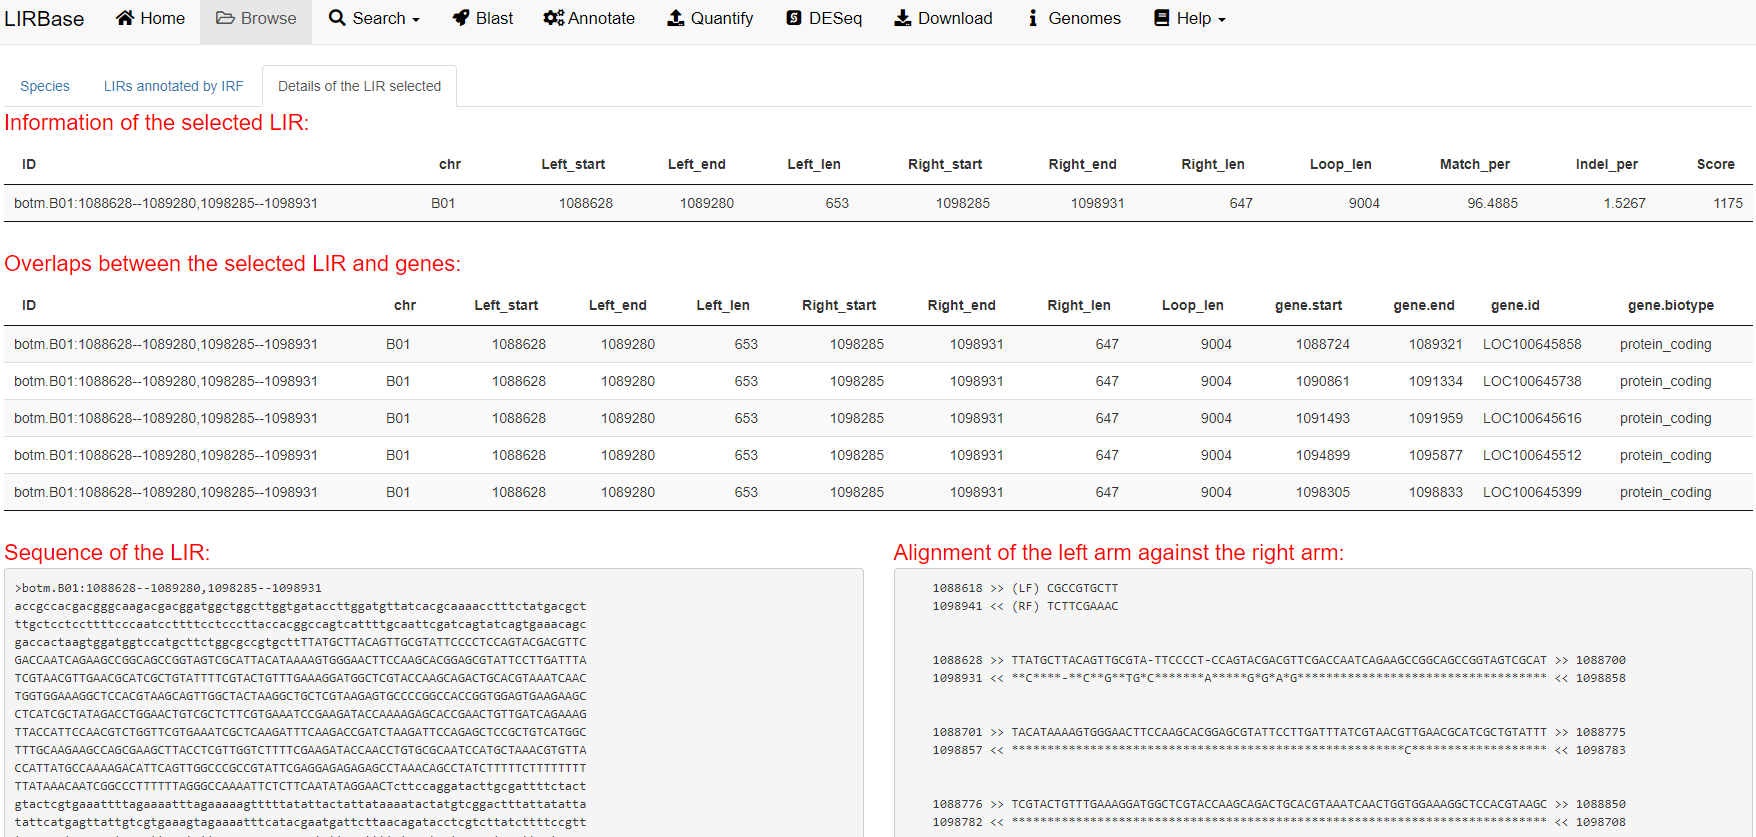 LIRBase Home Browse Search Blast Annotate Quantify DESeq Download Genomes Help
Species LIRs annotated by IRF Details of the LIR selected
Information of the selected LIR:
ID chr Left_start Left_end Left_len Right_start Right_end Right_len Loop_len Match_per Indel_per Score
botm.B01:1088628--1089280,1098285--1098931 B01 1088628 1089280 653 1098285 1098931 647 9004 96.4885 1.5267 1175
Overlaps between the selected LIR and genes:
ID chr Left_start Left_end Left_len Right_start Right_end Right_len Loop_len gene.start gene.end gene.id gene.biotype
botm.B01:1088628--1089280,1098285--1098931 B01 1088628 1089280 653 1098285 1098931 647 9004 1088724 1089321 LOC100645858 protein_coding
botm.B01:1088628--1089280,1098285--1098931 B01 1088628 1089280 653 1098285 1098931 647 9004 1090861 1091334 LOC100645738 protein_coding
botm.B01:1088628--1089280,1098285--1098931 B01 1088628 1089280 653 1098285 1098931 647 9004 1091493 1091959 LOC100645616 protein_coding
botm.B01:1088628--1089280,1098285--1098931 B01 1088628 1089280 653 1098285 1098931 647 9004 1094899 1095877 LOC100645512 protein_coding
botm.B01:1088628--1089280,1098285--1098931 B01 1088628 1089280 653 1098285 1098931 647 9004 1098305 1098833 LOC100645399 protein_coding
Sequence of the LIR:
>botm.B01:1088628--1089280,1098285--1098931
accgccacgacgggcaagacgacggatggctggcttggtgataccttggatgttatcacgcaaaacctttctatgacgct
ttgctcctccttttcccaatccttttctcccttaccacggccagtcattttgcaattcgatcagtatcagtgaaacagc
gaccactaagtggatggtccatgcttctggcgccgtgcttTTATGCTTACAGTTGCGTATTCCCCTCCAGTACGACGTTC
GACCAATCAGAAGCCGGCAGCCGGTAGTCGCATTACATAAAAGTGGGAACTTCCAAGCACGGAGCGTATTCCTTGATTTA
TCGTAACGTTGAACGCATCGCTGTATTTTCGTACTGTTTGAAAGGATGGCTCGTACCAAGCAGACTGCACGTAAATCAAC
TGGTGGAAAGGCTCCACGTAAGCAGTTGGCTACTAAGGCTGCTCGTAAGAGTGCCCCGGCCACCGGTGGAGTGAAGAAGC
CTCATCGCTATAGACCTGGAACTGTCGCTCTTCGTGAAATCCGAAGATACCAAAAGAGCACCGAACTGTTGATCAGAAAG
TTACCATTCCAACGTCTGGTTCGTGAAATCGCTCAAGATTTCAAGACCGATCTAAGATTCCAGAGCTCCGCTGTCATGGC
TTTGCAAGAAGCCAGCGAAGCTTACCTCGTTGGTCTTTTCGAAGATACCAACCTGTGCGCAATCCATGCTAAACGTGTTA
CCATTATGCCAAAAGACATTCAGTTGGCCCGCCGTATTCGAGGAGAGAGAGCCTAAACAGCCTATCTTTTTCTTTTTTTT
TTATAAACAATCGGCCCTTTTTTAGGGCCAAAATTCTCTTCAATATAGGAACTcttccaggatacttgcgattttctact
gtactcgtgaaattttagaaaatttagaaaaagtttttatattactattataaaatactatgtcggactttattatatta
tattcatgagttattgtcgtgaaagtagaaaatttcatacgaatgattcttaacagatacctcgtcttatcttttccgtt
Alignment of the left arm against the right arm:
1088618 >> (LF) CGCCGTGCTT
1098941 << (RF) TCTTCGAAAC
1088628 >> TTATGCTTACAGTTGCGTA-TTCCCCT-CCAGTACGACGTTCGACCAATCAGAAGCCGGCAGCCGGTAGTCGCAT >> 1088700
1098931 << **C****-**C**G**TG*C*******A*****G*G*A*G*********************************** << 1098858
1088701 >> TACATAAAAGTGGGAACTTCCAAGCACGGAGCGTATTCCTTGATTTATCGTAACGTTGAACGCATCGCTGTATTT >> 1088775
1098857 << *******************************************************C******************* << 1098783
1088776 >> TCGTACTGTTTGAAAGGATGGCTCGTACCAAGCAGACTGCACGTAAATCAACTGGTGGAAAGGCTCCACGTAAGC >> 1088850
1098782 << *************************************************************************** << 1098708